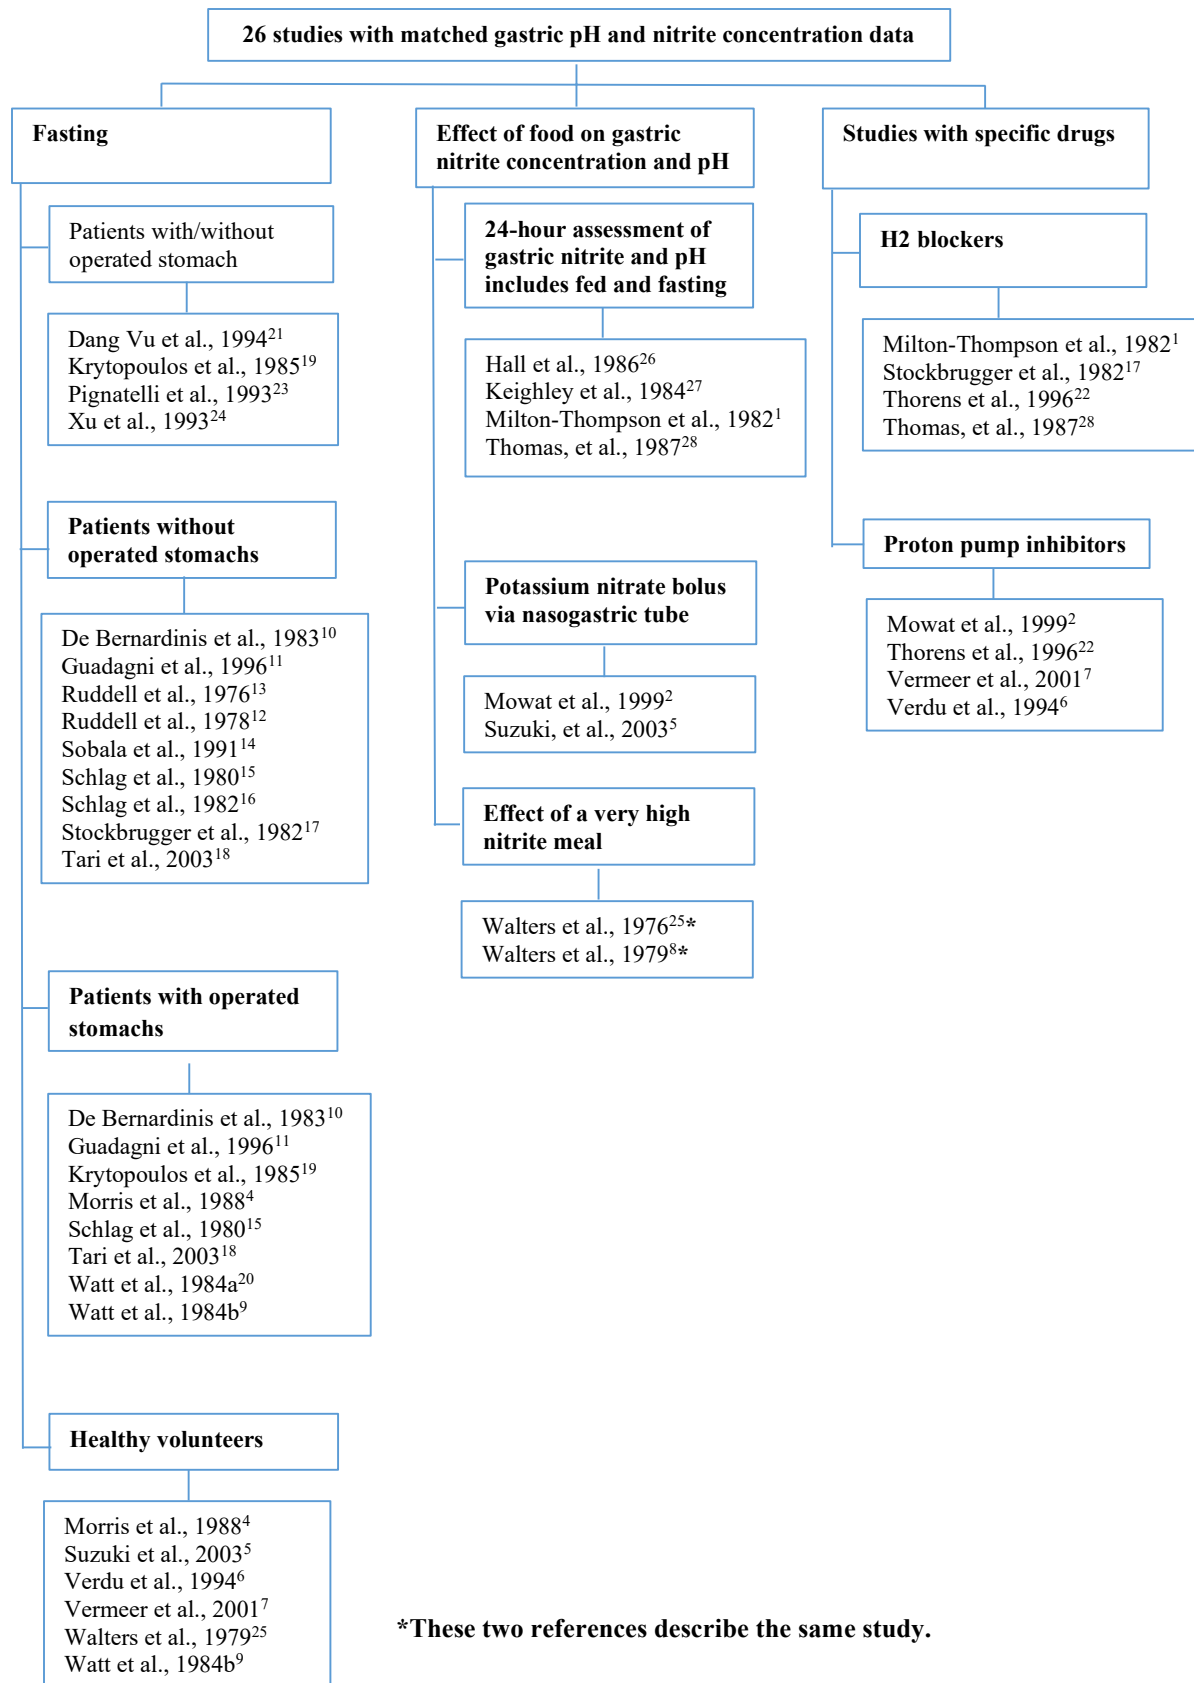 26 studies with matched gastric pH and nitrite concentration data
Fasting
Patients with/without
operated stomach
Dang Vu et al., 1994²¹
Krytopoulos et al., 1985¹⁹
Pignatelli et al., 1993²³
Xu et al., 1993²⁴
Patients without
operated stomachs
De Bernardinis et al., 1983¹⁰
Guadagni et al., 1996¹¹
Ruddell et al., 1976¹³
Ruddell et al., 1978¹²
Sobala et al., 1991¹⁴
Schlag et al., 1980¹⁵
Schlag et al., 1982¹⁶
Stockbrugger et al., 1982¹⁷
Tari et al., 2003¹⁸
Patients with operated
stomachs
De Bernardinis et al., 1983¹⁰
Guadagni et al., 1996¹¹
Krytopoulos et al., 1985¹⁹
Morris et al., 1988⁴
Schlag et al., 1980¹⁵
Tari et al., 2003¹⁸
Watt et al., 1984a²⁰
Watt et al., 1984b⁹
Healthy volunteers
Morris et al., 1988⁴
Suzuki et al., 2003⁵
Verdu et al., 1994⁶
Vermeer et al., 2001⁷
Walters et al., 1979²⁵
Watt et al., 1984b⁹
Effect of food on gastric
nitrite concentration and pH
24-hour assessment of
gastric nitrite and pH
includes fed and fasting
Hall et al., 1986²⁶
Keighley et al., 1984²⁷
Milton-Thompson et al., 1982¹
Thomas, et al., 1987²⁸
Potassium nitrate bolus
via nasogastric tube
Mowat et al., 1999²
Suzuki, et al., 2003⁵
Effect of a very high
nitrite meal
Walters et al., 1976²⁵*
Walters et al., 1979⁸*
Studies with specific drugs
H2 blockers
Milton-Thompson et al., 1982¹
Stockbrugger et al., 1982¹⁷
Thorens et al., 1996²²
Thomas, et al., 1987²⁸
Proton pump inhibitors
Mowat et al., 1999²
Thorens et al., 1996²²
Vermeer et al., 2001⁷
Verdu et al., 1994⁶
*These two references describe the same study.